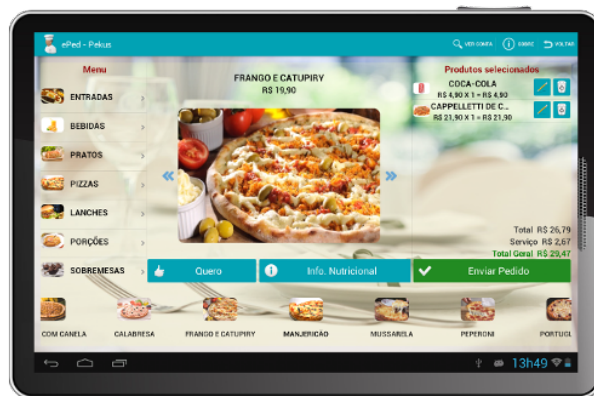 ePed - Pekus
VER CONTA
SOBRE
VOLTAR
Menu
ENTRADAS
BEBIDAS
PRATOS
PIZZAS
LANCHES
PORÇÕES
SOBREMESAS
FRANGO E CATUPIRY
R$ 19,90
Produtos selecionados
COCA-COLA
R$ 4,90 X 1 = R$ 4,90
CAPPELLETTI DE C...
R$ 21,90 X 1 = R$ 21,90
Total R$ 26,79
Serviço R$ 2,67
Total Geral R$ 29,47
Quero
Info. Nutricional
Enviar Pedido
COM CANELA
CALABRESA
FRANGO E CATUPIRY
MANJERICÃO
MUSSARELA
PEPERONI
PORTUGU
13h49